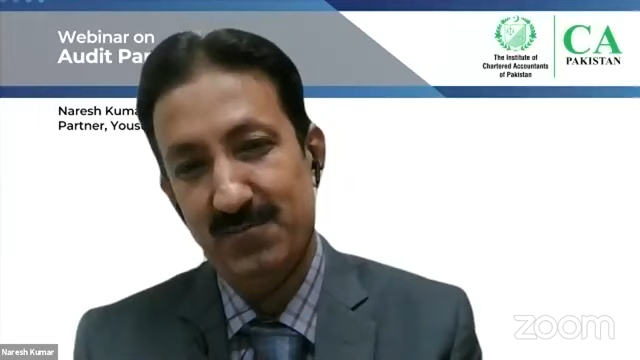 Webinar on
Audit Par
The Institute of
Chartered Accountants
of Pakistan
CA
PAKISTAN
Naresh Kuma
Partner, Yous
zoom
Naresh Kumar